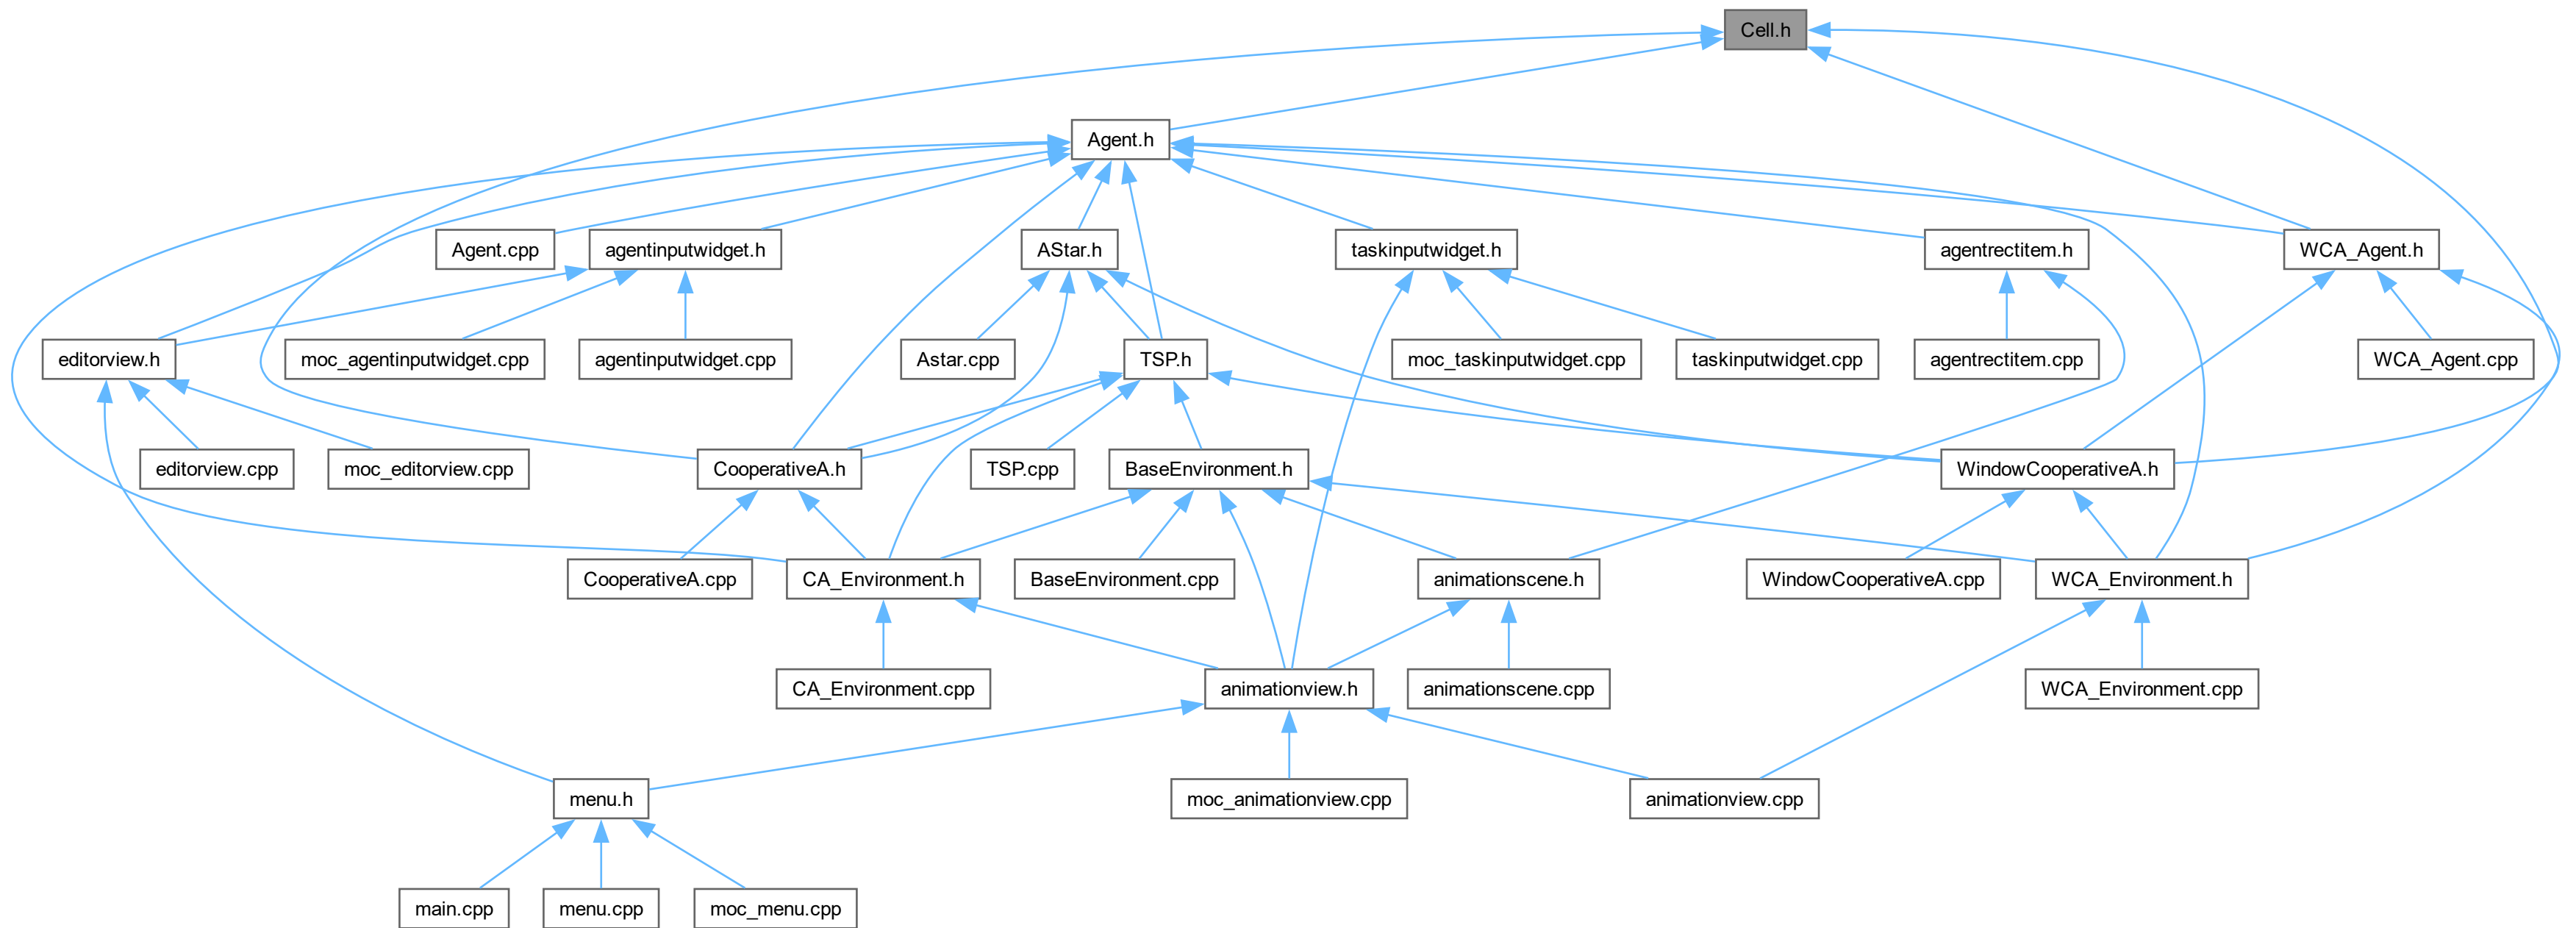 Cell.h
Agent.h
Agent.cpp
agentinputwidget.h
AStar.h
taskinputwidget.h
agentrectitem.h
WCA_Agent.h
editorview.h
moc_agentinputwidget.cpp
agentinputwidget.cpp
Astar.cpp
TSP.h
moc_taskinputwidget.cpp
taskinputwidget.cpp
agentrectitem.cpp
WCA_Agent.cpp
editorview.cpp
moc_editorview.cpp
CooperativeA.h
TSP.cpp
BaseEnvironment.h
WindowCooperativeA.h
CooperativeA.cpp
CA_Environment.h
BaseEnvironment.cpp
animationscene.h
WindowCooperativeA.cpp
WCA_Environment.h
CA_Environment.cpp
animationview.h
animationscene.cpp
WCA_Environment.cpp
menu.h
moc_animationview.cpp
animationview.cpp
main.cpp
menu.cpp
moc_menu.cpp